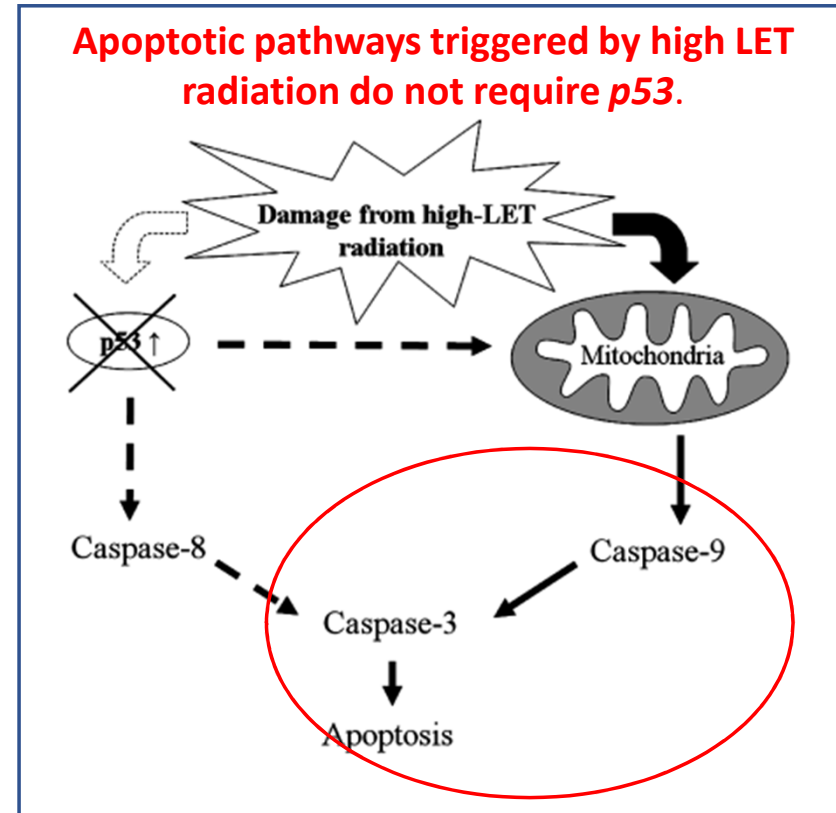 Apoptotic pathways triggered by high LET
radiation do not require p53.
Damage from high-LET
radiation
p53 ↑
Mitochondria
Caspase-8
Caspase-9
Caspase-3
Apoptosis